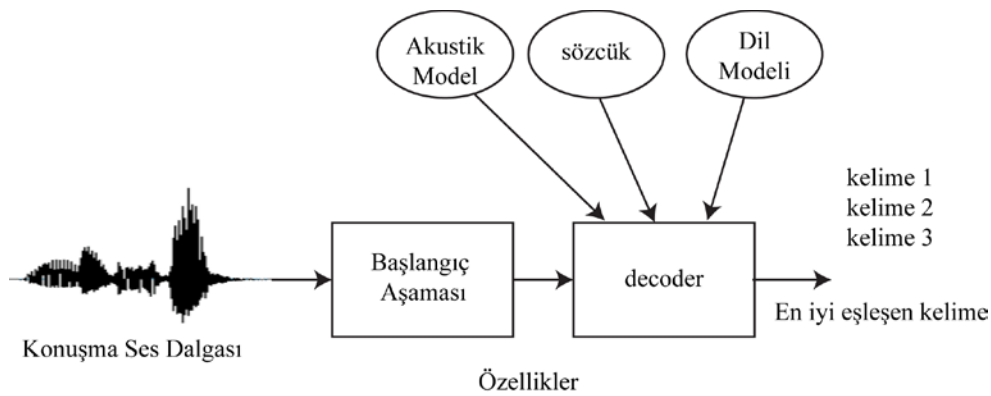 Akustik
Model
sözcük
Dil
Modeli
kelime 1
kelime 2
kelime 3
Başlangıç
Aşaması
decoder
En iyi eşleşen kelime
Konuşma Ses Dalgası
Özellikler